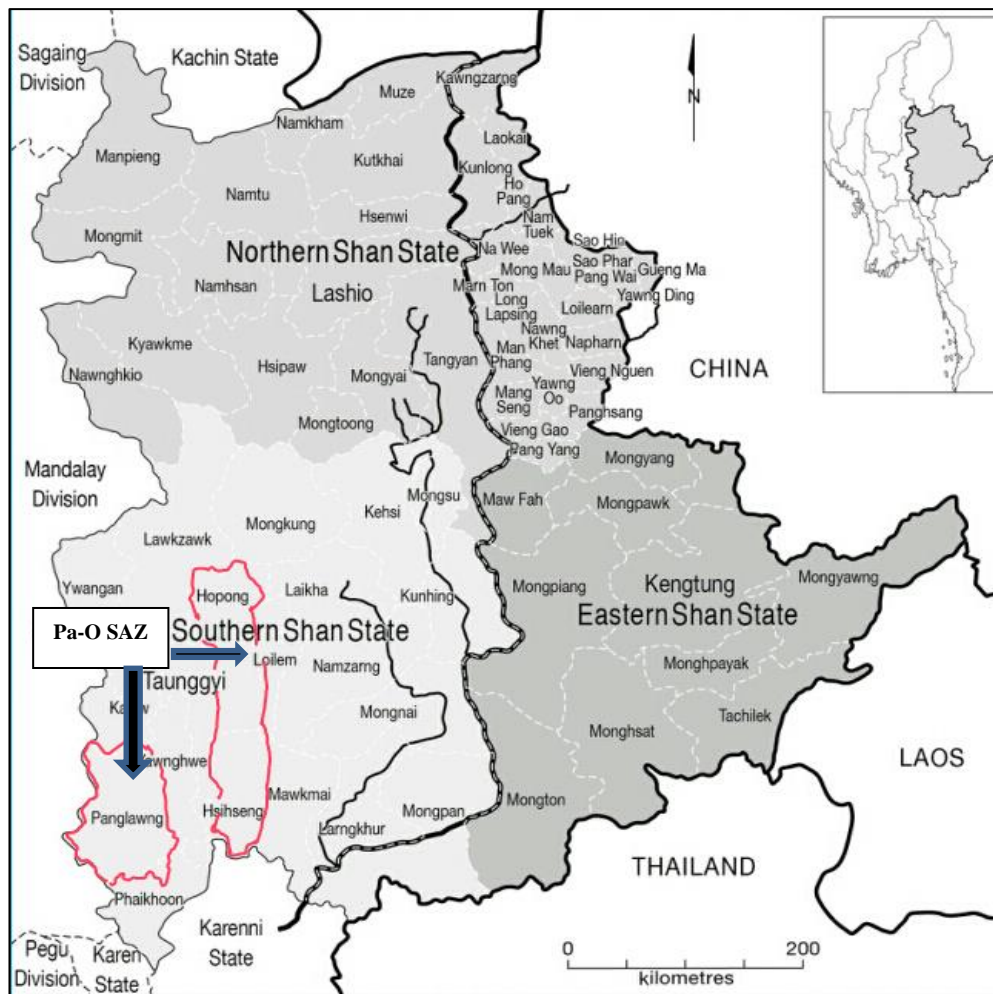 Sagaing
Division
Kachin State
Kawngzarng
Muze
N
Namkham
Laokai
Manpieng
Kutkhai
Kunlong
Ho
Pang
Namtu
Hsenwi
Nam
Tuek
Mongmit
Na Wee
Sao Hin
Northern Shan State
Mong Mau
Sao Phar
Pang Wai
Gueng Ma
Namhsan
Lashio
Marn Ton
Long
Lapsing
Loilearn
Yawng Ding
Nawng
Khet
Napharn
Kyawkme
Man
Phang
Nawnghkio
Hsipaw
Mongyai
Tangyan
Vieng Nguen
CHINA
Mang
Seng
Yawng
Oo
Panghsang
Mongtoong
Vieng Gao
Pang Yang
Mongyang
Mandalay
Division
Mongsu
Maw Fah
Mongpawk
Kehsi
Mongkung
Lawkzawk
Ywangan
Hopong
Laikha
Kunhing
Mongpiang
Kengtung
Mongyawng
Eastern Shan State
Pa-O SAZ
Southern Shan State
Loilem
Namzarng
Monghpayak
Taunggyi
Mongnai
Monghsat
Tachilek
LAOS
Panglawng
Hsihseng
Mawkmai
Mongpan
Mongton
Larngkhur
THAILAND
Phaikhoon
Karenni
State
Pegu
Division
Karen
State
0
200
kilometres